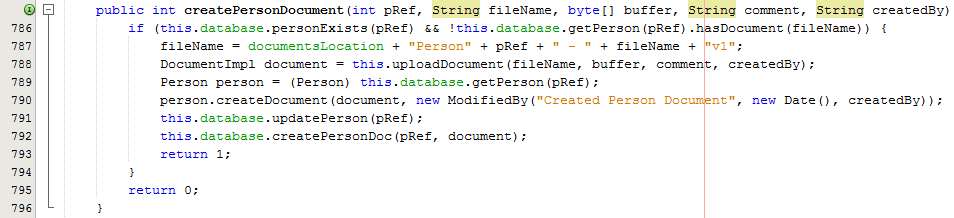 public int createPersonDocument(int pRef, String fileName, byte[] buffer, String comment, String createdBy)
786 if (this.database.personExists(pRef) && !this.database.getPerson(pRef).hasDocument(fileName)) {
787 fileName = documentsLocation + "Person" + pRef + " - " + fileName + "v1";
788 DocumentImpl document = this.uploadDocument(fileName, buffer, comment, createdBy);
789 Person person = (Person) this.database.getPerson(pRef);
790 person.createDocument(document, new ModifiedBy("Created Person Document", new Date(), createdBy));
791 this.database.updatePerson(pRef);
792 this.database.createPersonDoc(pRef, document);
793 return 1;
794 }
795 return 0;
796 }